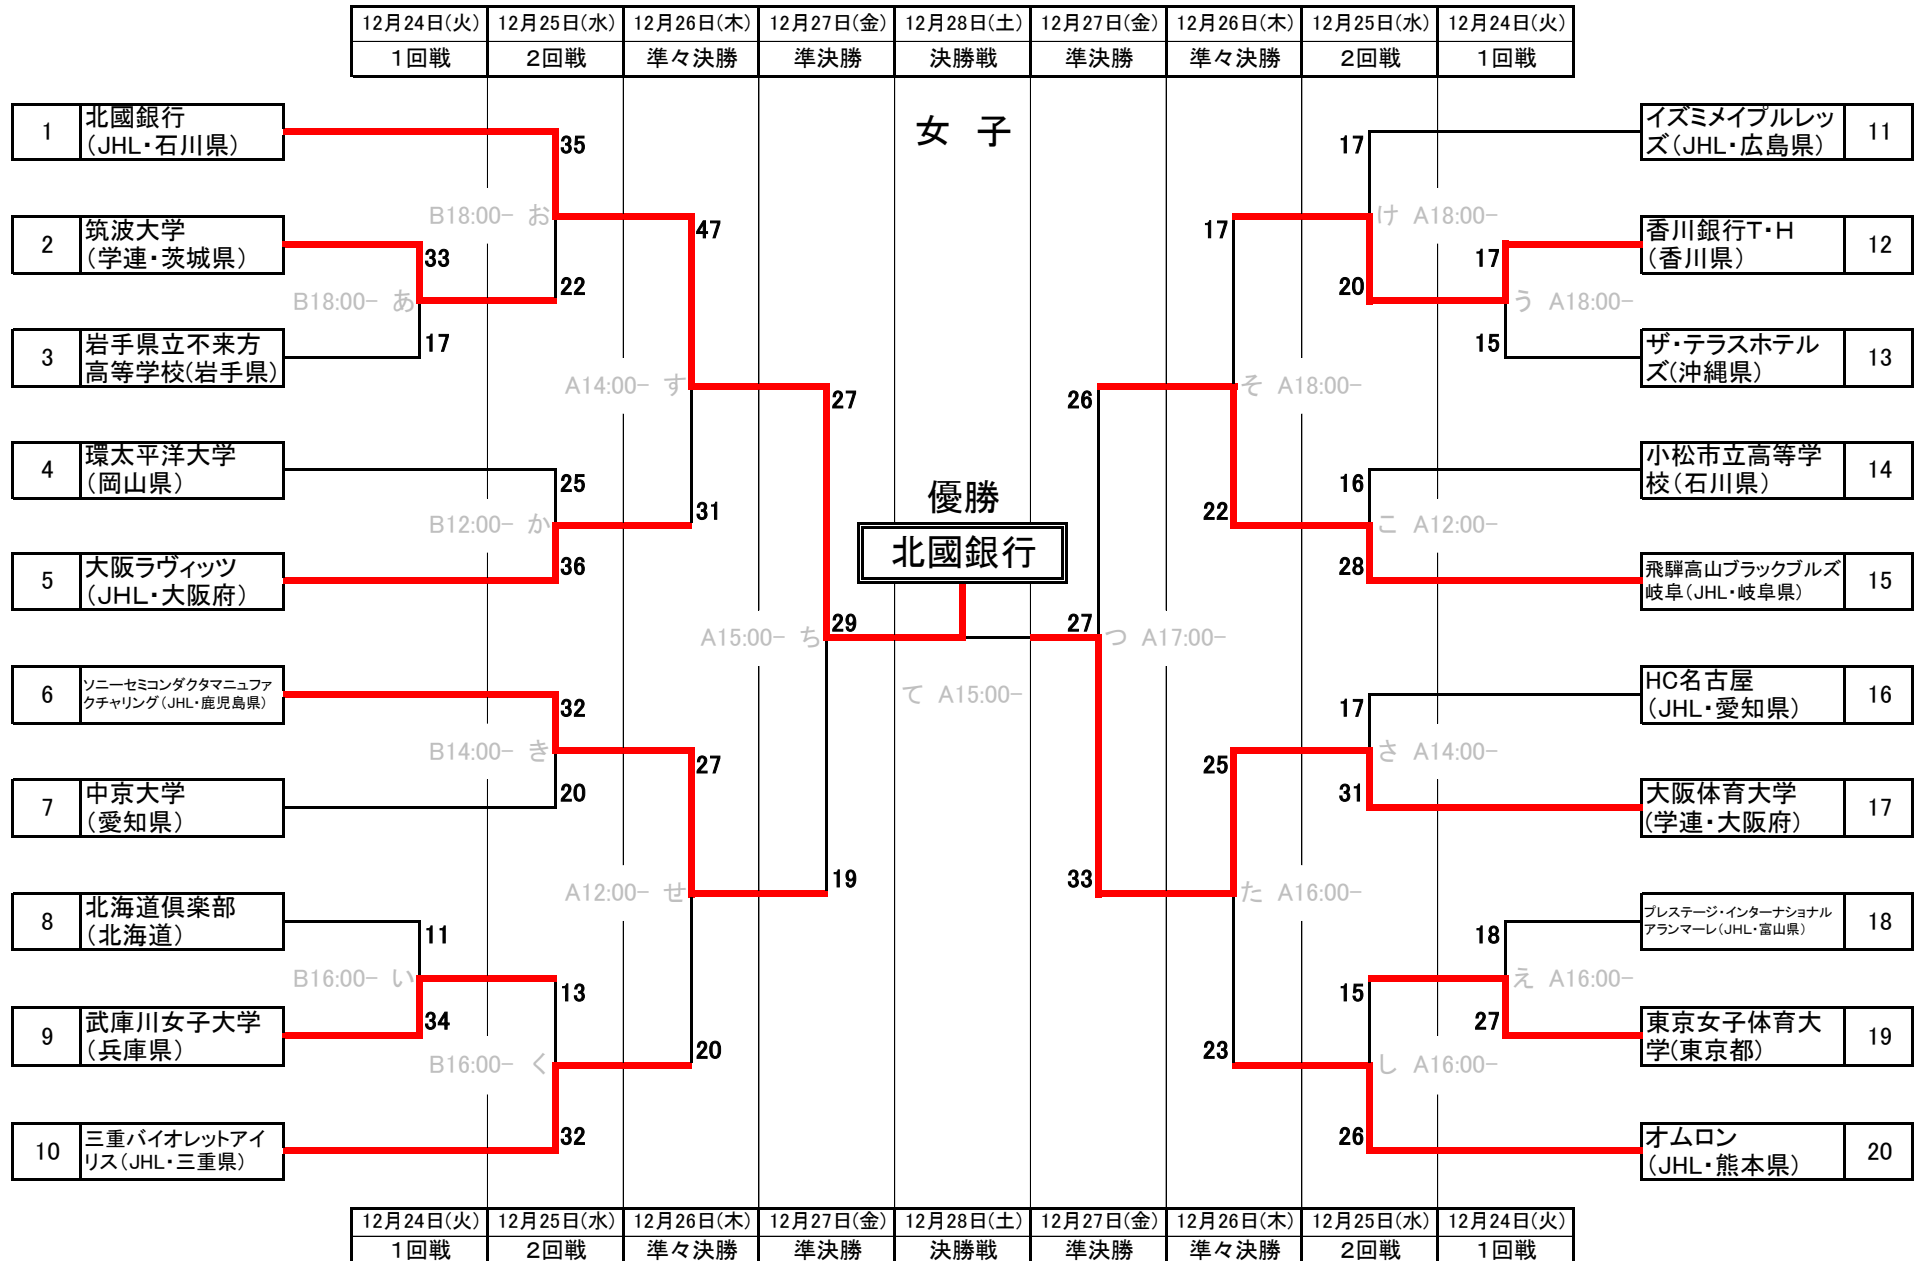 12月24日(火) 12月25日(水) 12月26日(木) 12月27日(金) 12月28日(土) 12月27日(金) 12月26日(木) 12月25日(水) 12月24日(火)
1回戦 2回戦 準々決勝 準決勝 決勝戦 準決勝 準々決勝 2回戦 1回戦
女 子
1 北國銀行
(JHL・石川県)
2 筑波大学
(学連・茨城県)
3 岩手県立不来方
高等学校(岩手県)
4 環太平洋大学
(岡山県)
5 大阪ラヴィッツ
(JHL・大阪府)
6 ソニーセミコンダクタマニュファ
クチャリング(JHL・鹿児島県)
7 中京大学
(愛知県)
8 北海道倶楽部
(北海道)
9 武庫川女子大学
(兵庫県)
10 三重バイオレットアイ
リス(JHL・三重県)
33
B18:00- あ
17
11
B16:00- い
34
35
B18:00- お
22
25
B12:00- か
36
32
B14:00- き
20
13
B16:00- く
32
47
A14:00- す
31
27
A12:00- せ
20
27
A15:00- ち
19
優勝
北國銀行
29
27
て A15:00-
26
つ A17:00-
33
17
そ A18:00-
22
25
た A16:00-
23
17
け A18:00-
20
16
こ A12:00-
28
17
さ A14:00-
31
15
し A16:00-
26
17
う A18:00-
15
18
え A16:00-
27
イズミメイプルレッ
ズ(JHL・広島県) 11
香川銀行T・H
(香川県) 12
ザ・テラスホテル
ズ(沖縄県) 13
小松市立高等学
校(石川県) 14
飛騨高山ブラックブルズ
岐阜(JHL・岐阜県) 15
HC名古屋
(JHL・愛知県) 16
大阪体育大学
(学連・大阪府) 17
プレステージ・インターナショナル
アランマーレ(JHL・富山県) 18
東京女子体育大
学(東京都) 19
オムロン
(JHL・熊本県) 20
12月24日(火) 12月25日(水) 12月26日(木) 12月27日(金) 12月28日(土) 12月27日(金) 12月26日(木) 12月25日(水) 12月24日(火)
1回戦 2回戦 準々決勝 準決勝 決勝戦 準決勝 準々決勝 2回戦 1回戦